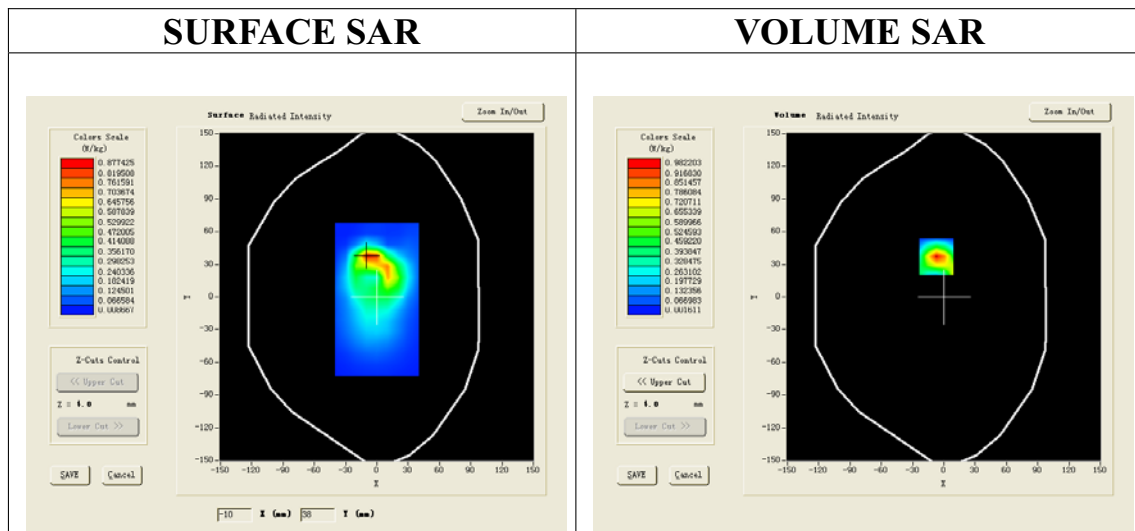 SURFACE SAR
VOLUME SAR
Surface Radiated Intensity
Zoom In/Out
Colors Scale
(W/kg)
0.877425
0.819508
0.761591
0.703674
0.645756
0.587839
0.529922
0.472005
0.414088
0.356170
0.298253
0.240336
0.182419
0.124501
0.066584
0.008667
150
120
90
60
30
0
-30
-60
-90
-120
-150
Y
-150 -120 -90 -60 -30 0 30 60 90 120 150
X
Z-Cuts Control
<< Upper Cut
Z = 4.0 mm
Lower Cut >>
SAVE
Cancel
-10 X (mm) 38 Y (mm)
Volume Radiated Intensity
Zoom In/Out
Colors Scale
(W/kg)
0.982203
0.916830
0.851457
0.786084
0.720711
0.655339
0.589966
0.524593
0.459220
0.393847
0.328475
0.263102
0.197729
0.132356
0.066983
0.001611
150
120
90
60
30
0
-30
-60
-90
-120
-150
Y
-150 -120 -90 -60 -30 0 30 60 90 120 150
X
Z-Cuts Control
<< Upper Cut
Z = 4.0 mm
Lower Cut >>
SAVE
Cancel